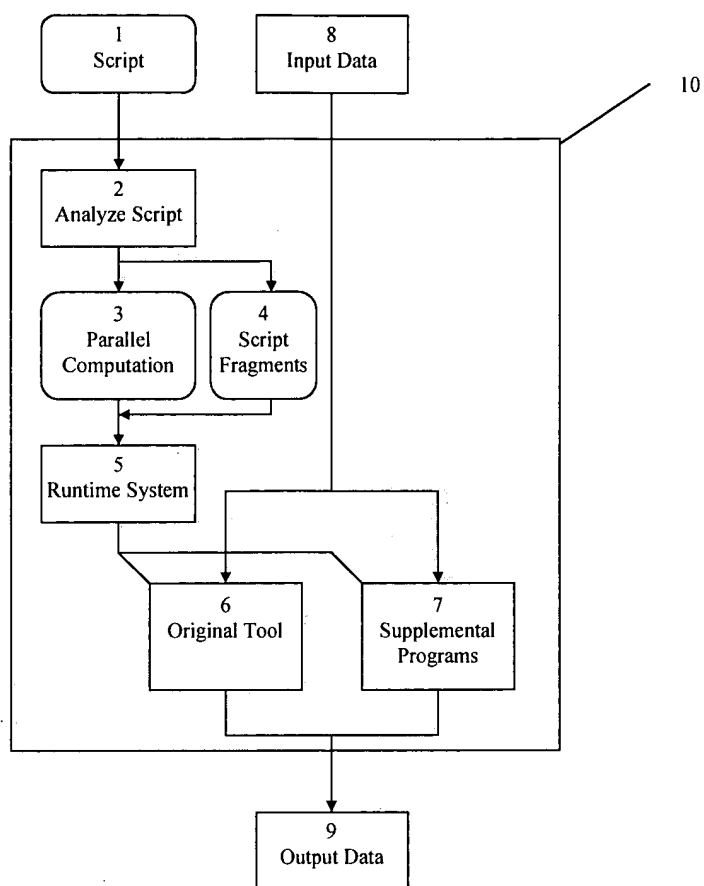 1
Script
8
Input Data
10
2
Analyze Script
3
Parallel
Computation
4
Script
Fragments
5
Runtime System
6
Original Tool
7
Supplemental
Programs
9
Output Data